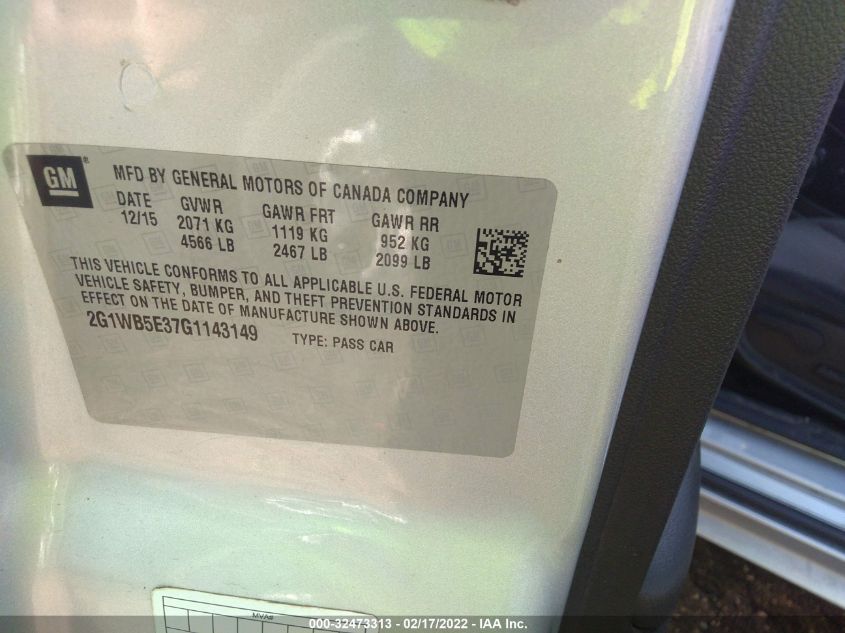 GM ®
MFD BY GENERAL MOTORS OF CANADA COMPANY
DATE GVWR GAWR FRT GAWR RR
12/15 2071 KG 1119 KG 952 KG
4566 LB 2467 LB 2099 LB
THIS VEHICLE CONFORMS TO ALL APPLICABLE U.S. FEDERAL MOTOR
VEHICLE SAFETY, BUMPER, AND THEFT PREVENTION STANDARDS IN
EFFECT ON THE DATE OF MANUFACTURE SHOWN ABOVE.
2G1WB5E37G1143149 TYPE: PASS CAR
MVA#
000-32473313 - 02/17/2022 - IAA Inc.